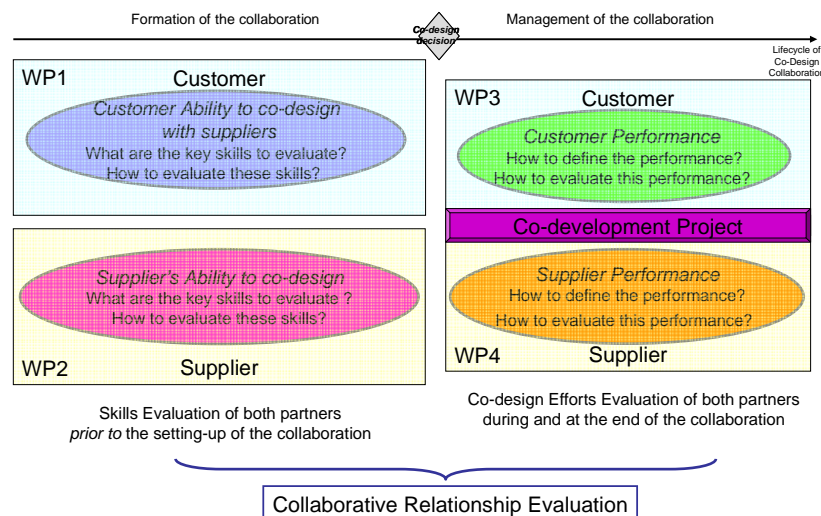 Formation of the collaboration
Co-design
decision
Management of the collaboration
Lifecycle of
Co-Design
Collaboration
WP1
Customer
Customer Ability to co-design
with suppliers
What are the key skills to evaluate?
How to evaluate these skills?
WP3
Customer
Customer Performance
How to define the performance?
How to evaluate this performance?
Co-development Project
Supplier's Ability to co-design
What are the key skills to evaluate ?
How to evaluate these skills?
WP2
Supplier
Supplier Performance
How to define the performance?
How to evaluate this performance?
WP4
Supplier
Skills Evaluation of both partners
prior to the setting-up of the collaboration
Co-design Efforts Evaluation of both partners
during and at the end of the collaboration
Collaborative Relationship Evaluation